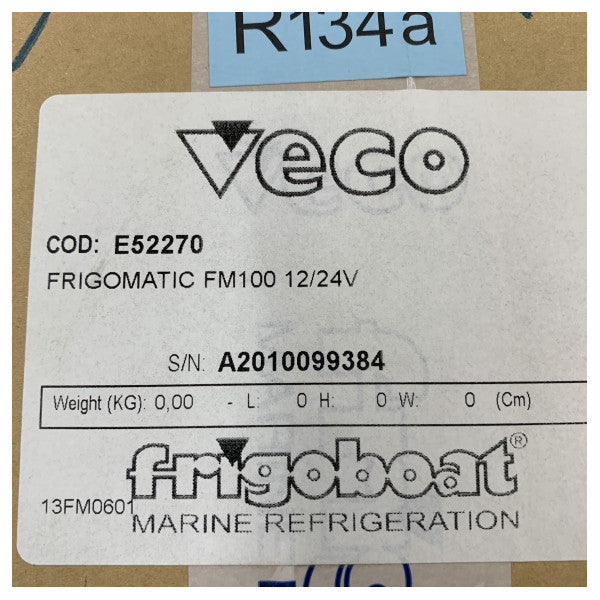 R134a
veco
COD: E52270
FRIGOMATIC FM100 12/24V
S/N: A2010099384
Weight (KG): 0,00 - L: 0 H: 0 W: 0 (Cm)
frigoboat®
13FM0601
MARINE REFRIGERATION